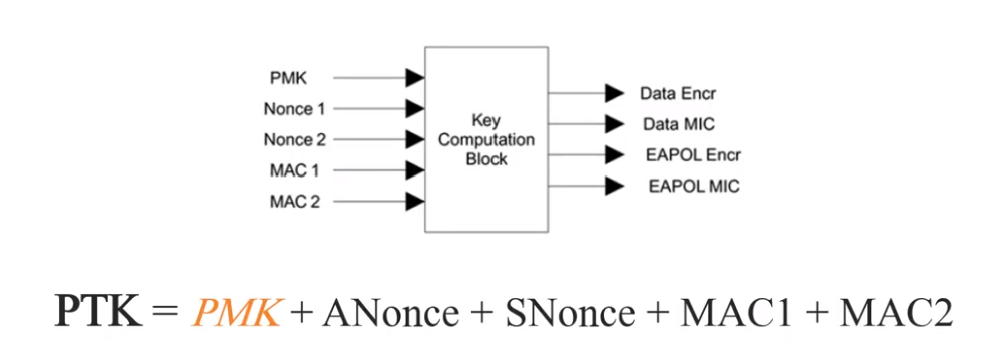 PMK
Nonce 1
Nonce 2
MAC 1
MAC 2
Key
Computation
Block
Data Encr
Data MIC
EAPOL Encr
EAPOL MIC
PTK = PMK + ANonce + SNonce + MAC1 + MAC2